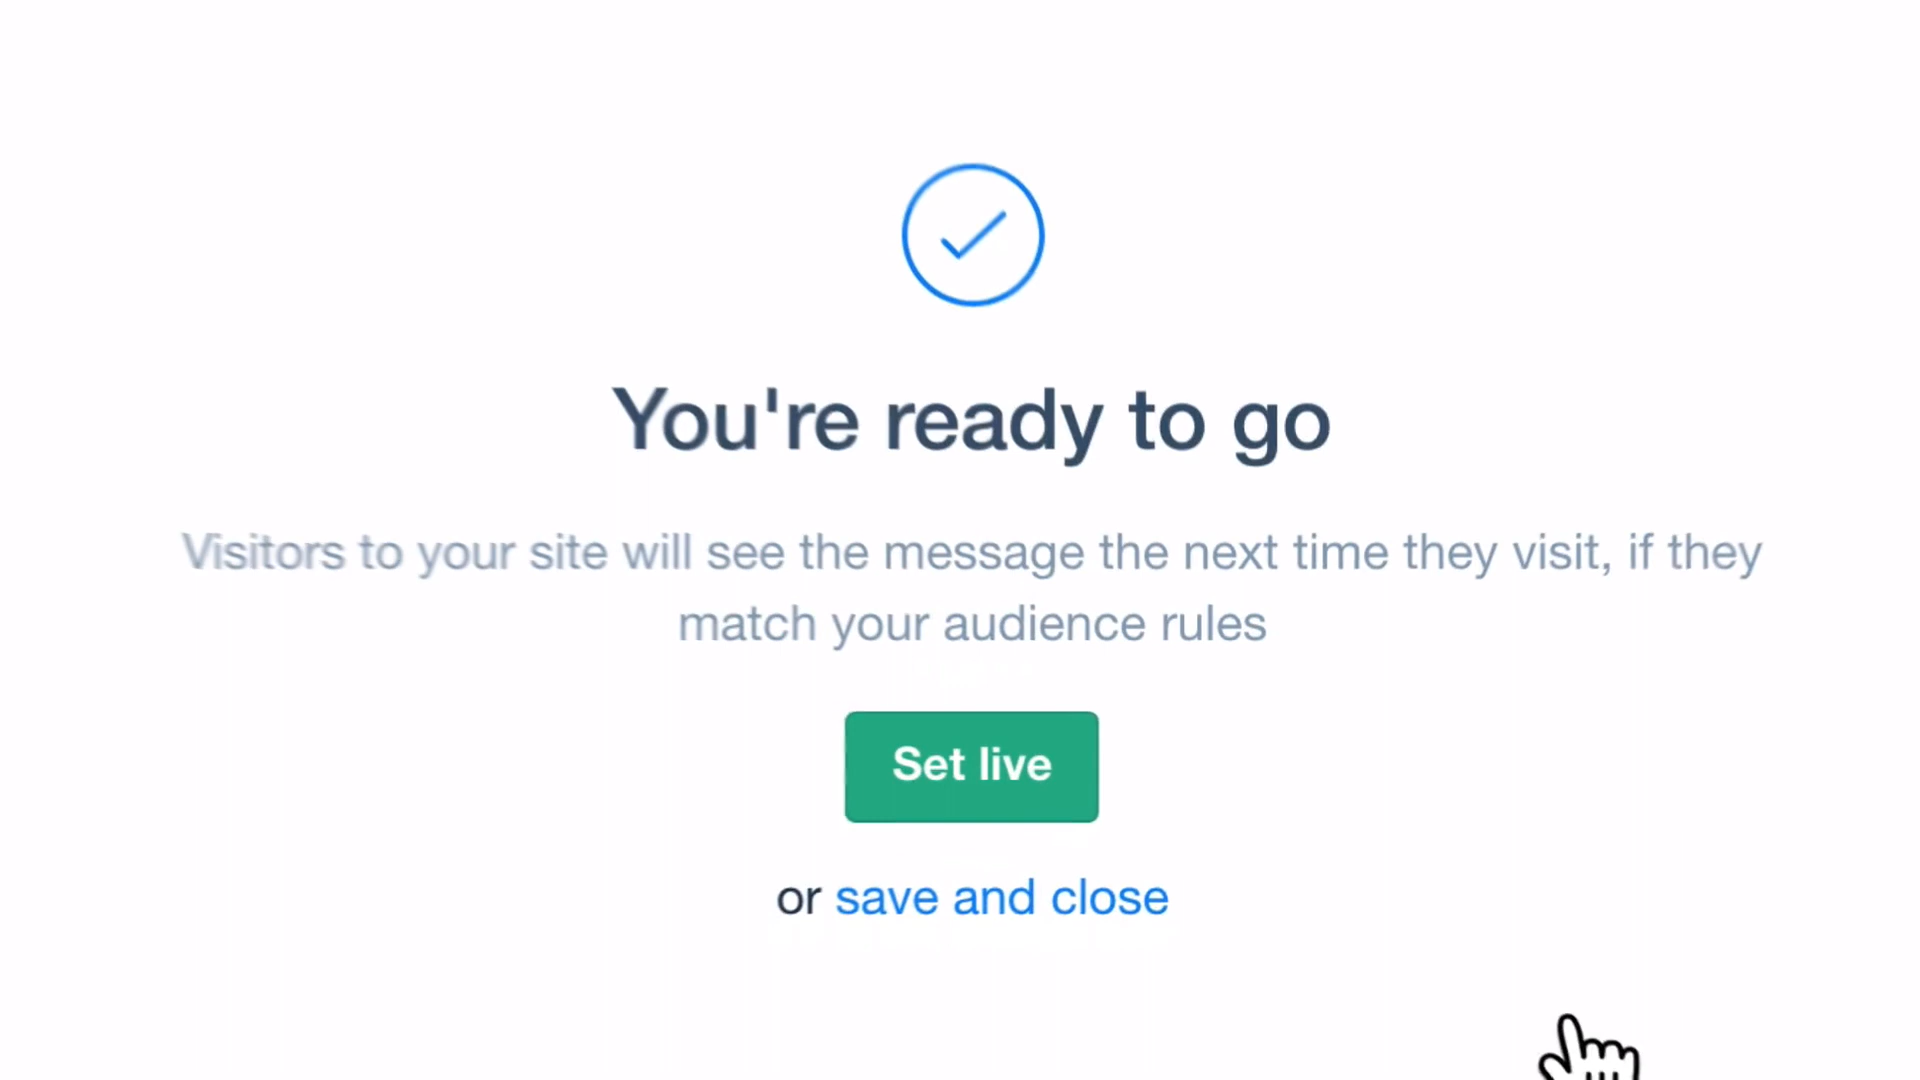 You're ready to go
Visitors to your site will see the message the next time they visit, if they
match your audience rules
Set live
or save and close